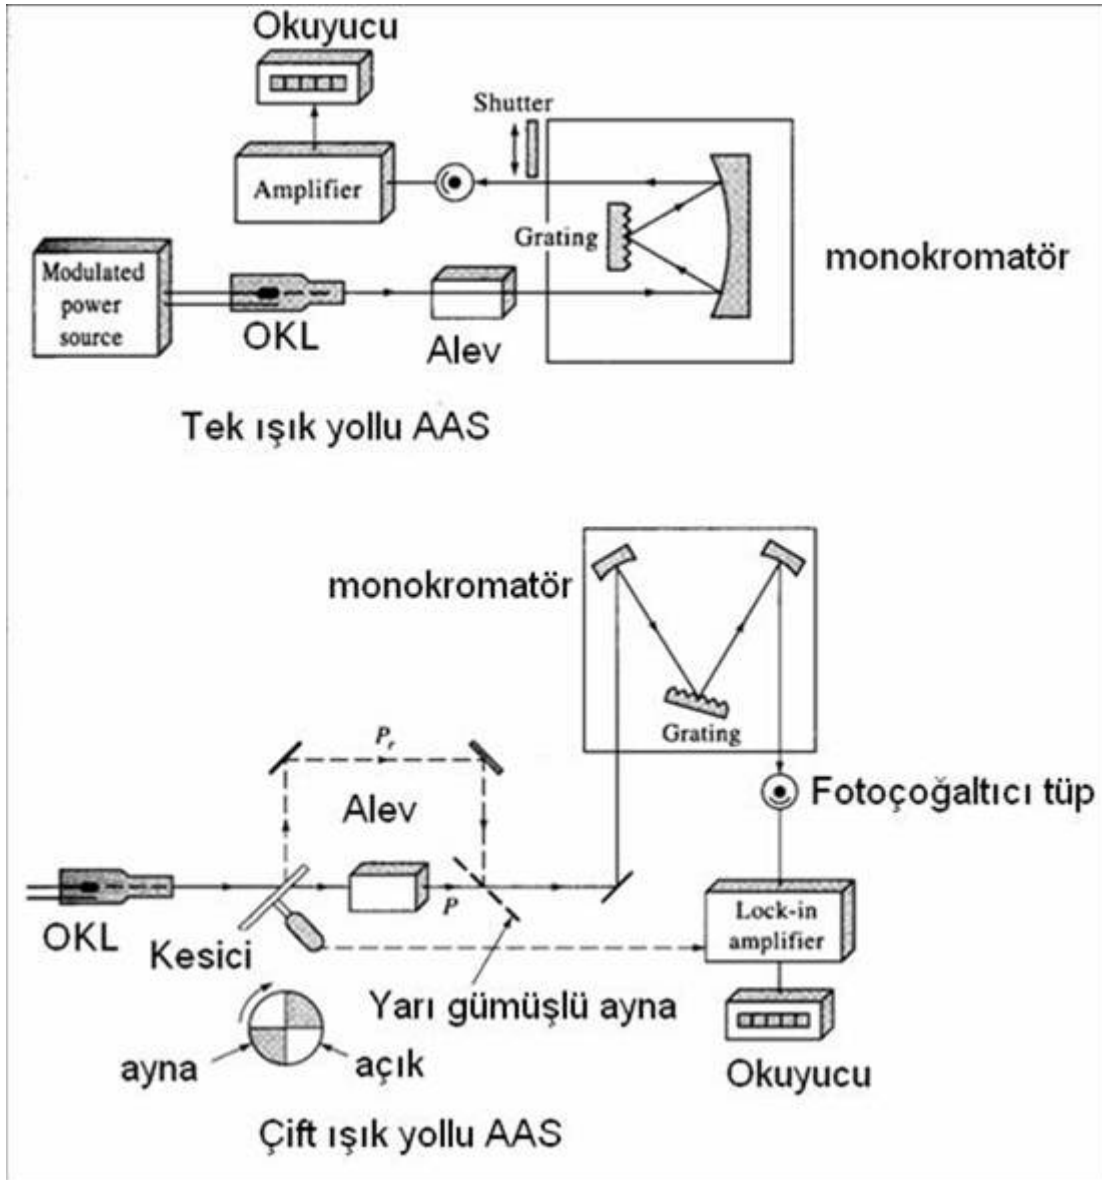 Okuyucu
Shutter
Amplifier
Grating
monokromatör
Modulated
power
source
OKL
Alev
Tek ışık yollu AAS
monokromatör
Grating
Pr
Alev
Fotoçoğaltıcı tüp
P
OKL
Kesici
Lock-in
amplifier
Yarı gümüşlü ayna
ayna
açık
Okuyucu
Çift ışık yollu AAS